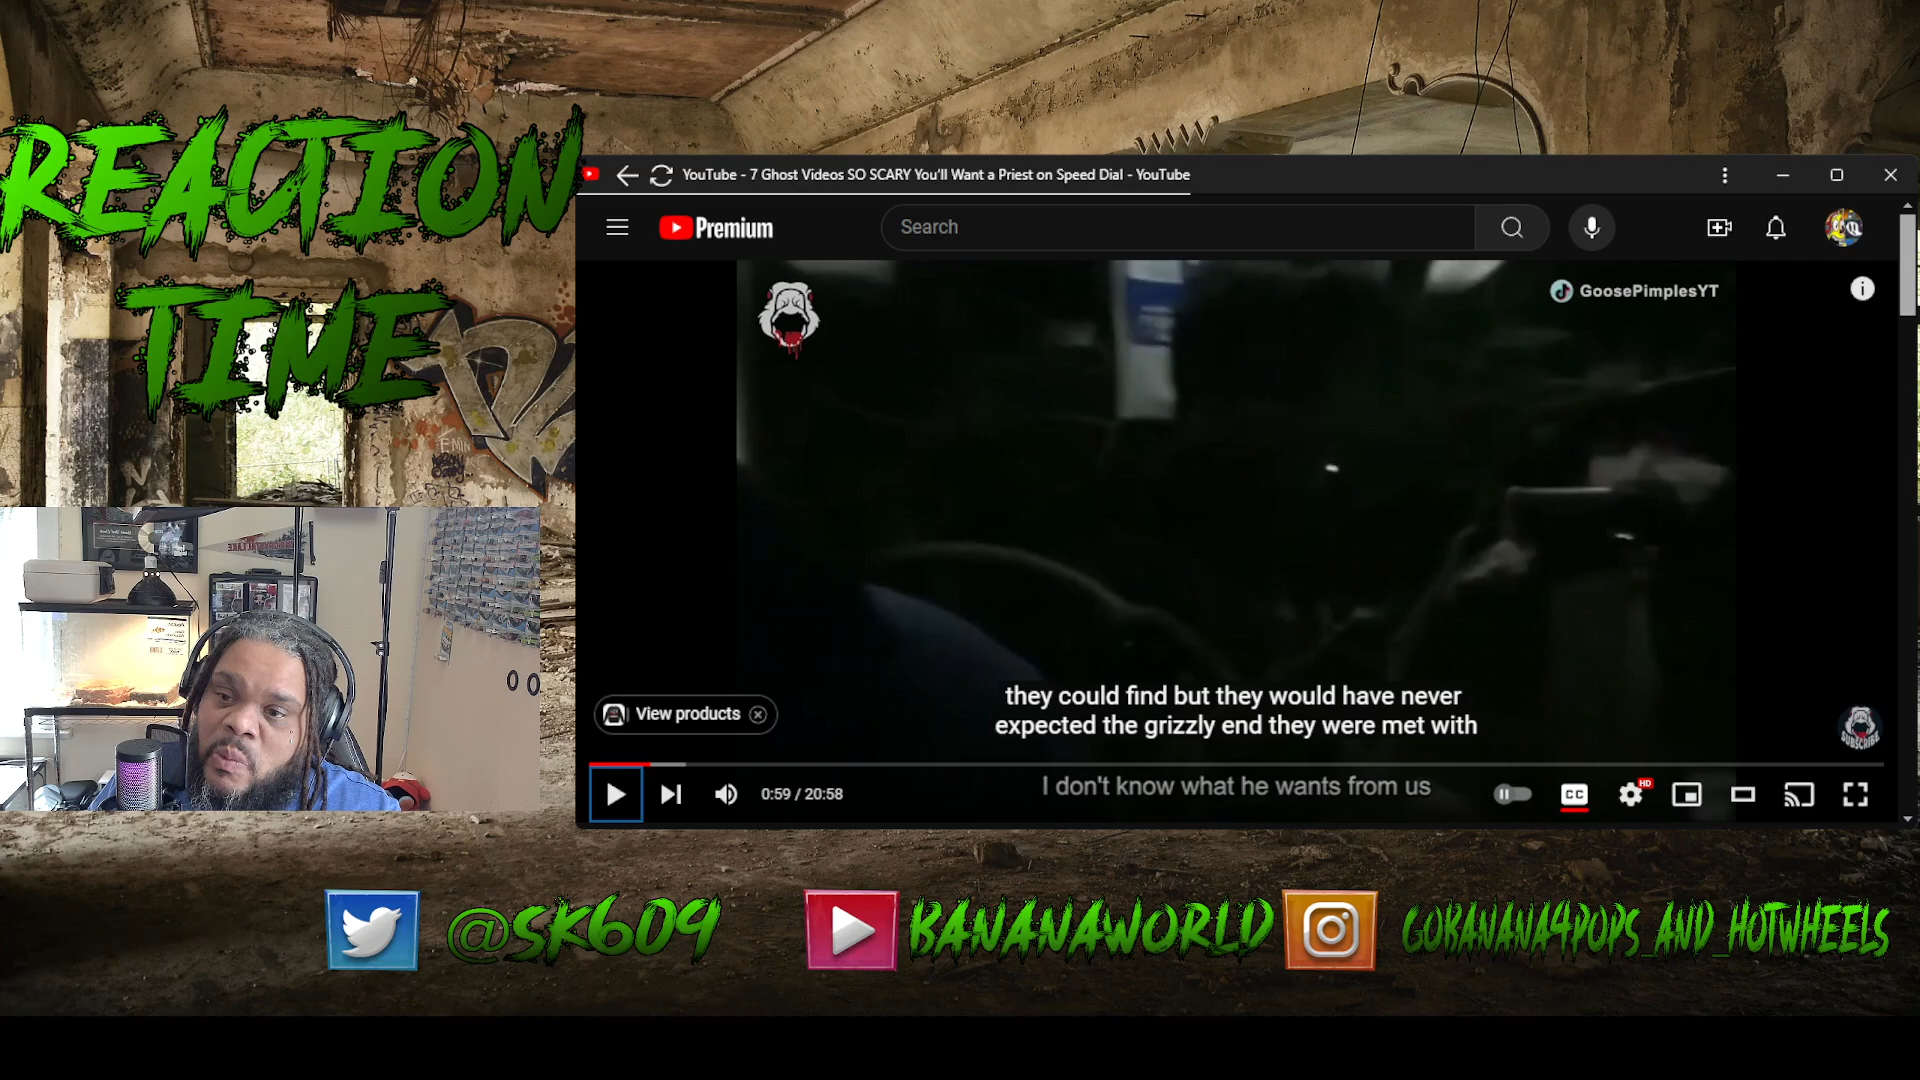 REACTION
TIME
YouTube - 7 Ghost Videos SO SCARY You'll Want a Priest on Speed Dial - YouTube
Premium
Search
GoosePimplesYT
they could find but they would have never
expected the grizzly end they were met with
View products
SUBSCRIBE
0:59 / 20:58
I don't know what he wants from us
CC
HD
@SK609
BANANAWORLD
GOBANANA4POPS_AND_HOTWHEELS